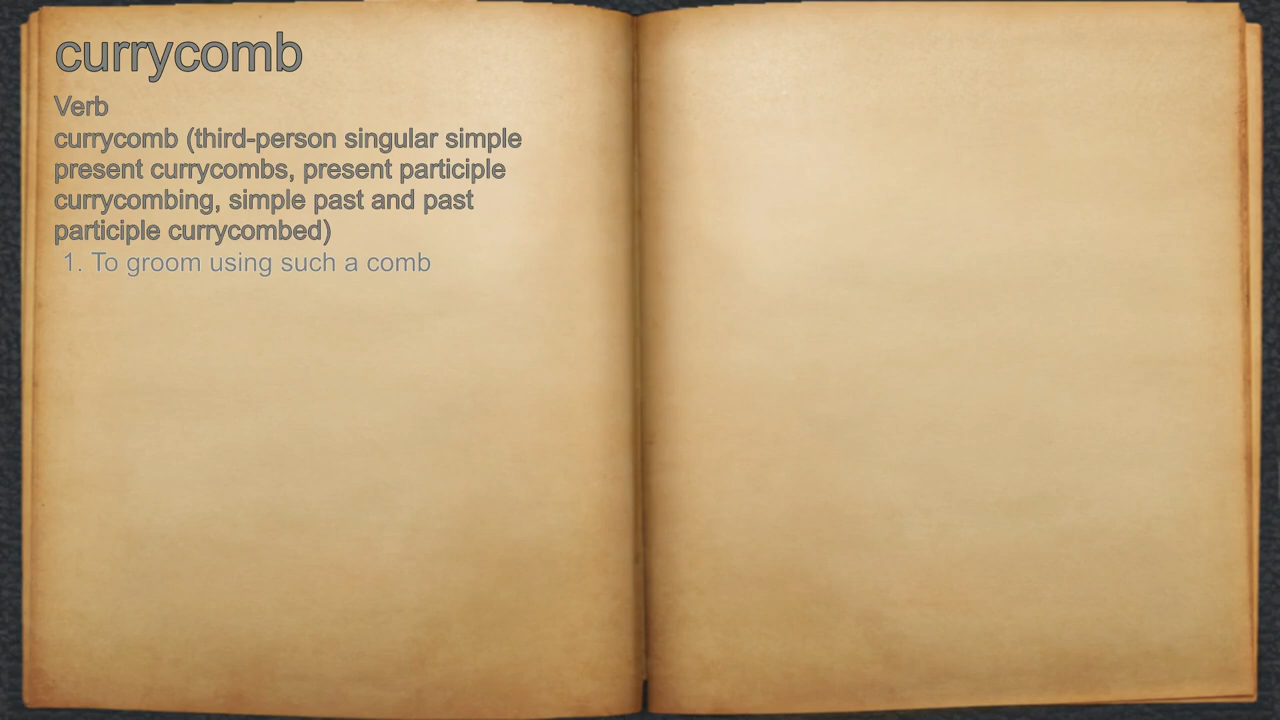 currycomb
Verb
currycomb (third-person singular simple
present currycombs, present participle
currycombing, simple past and past
participle currycombed)
1. To groom using such a comb